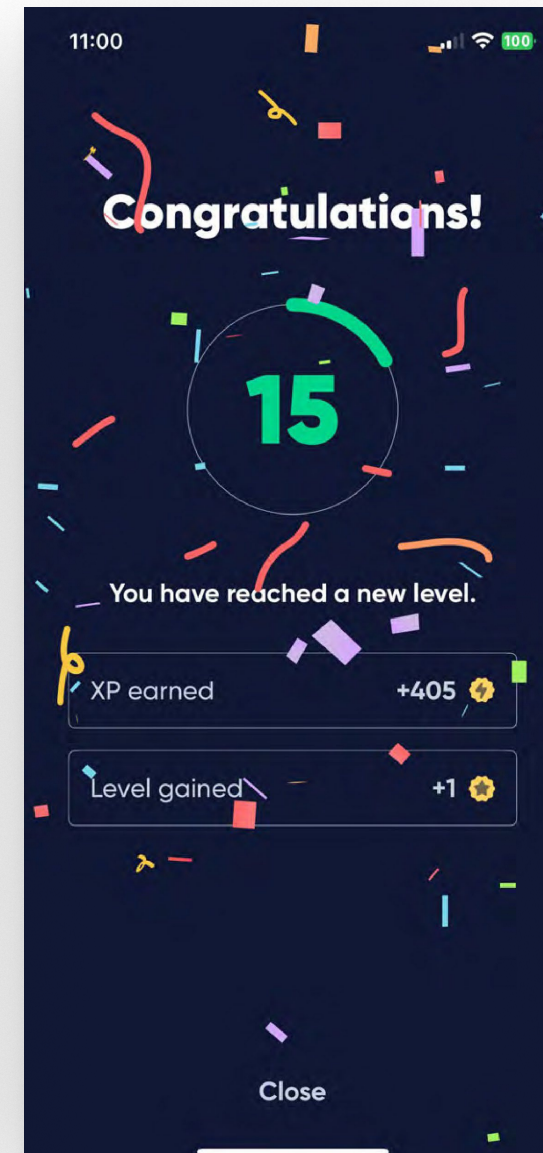 11:00
100
Congratulations!
15
You have reached a new level.
XP earned +405
Level gained +1
Close